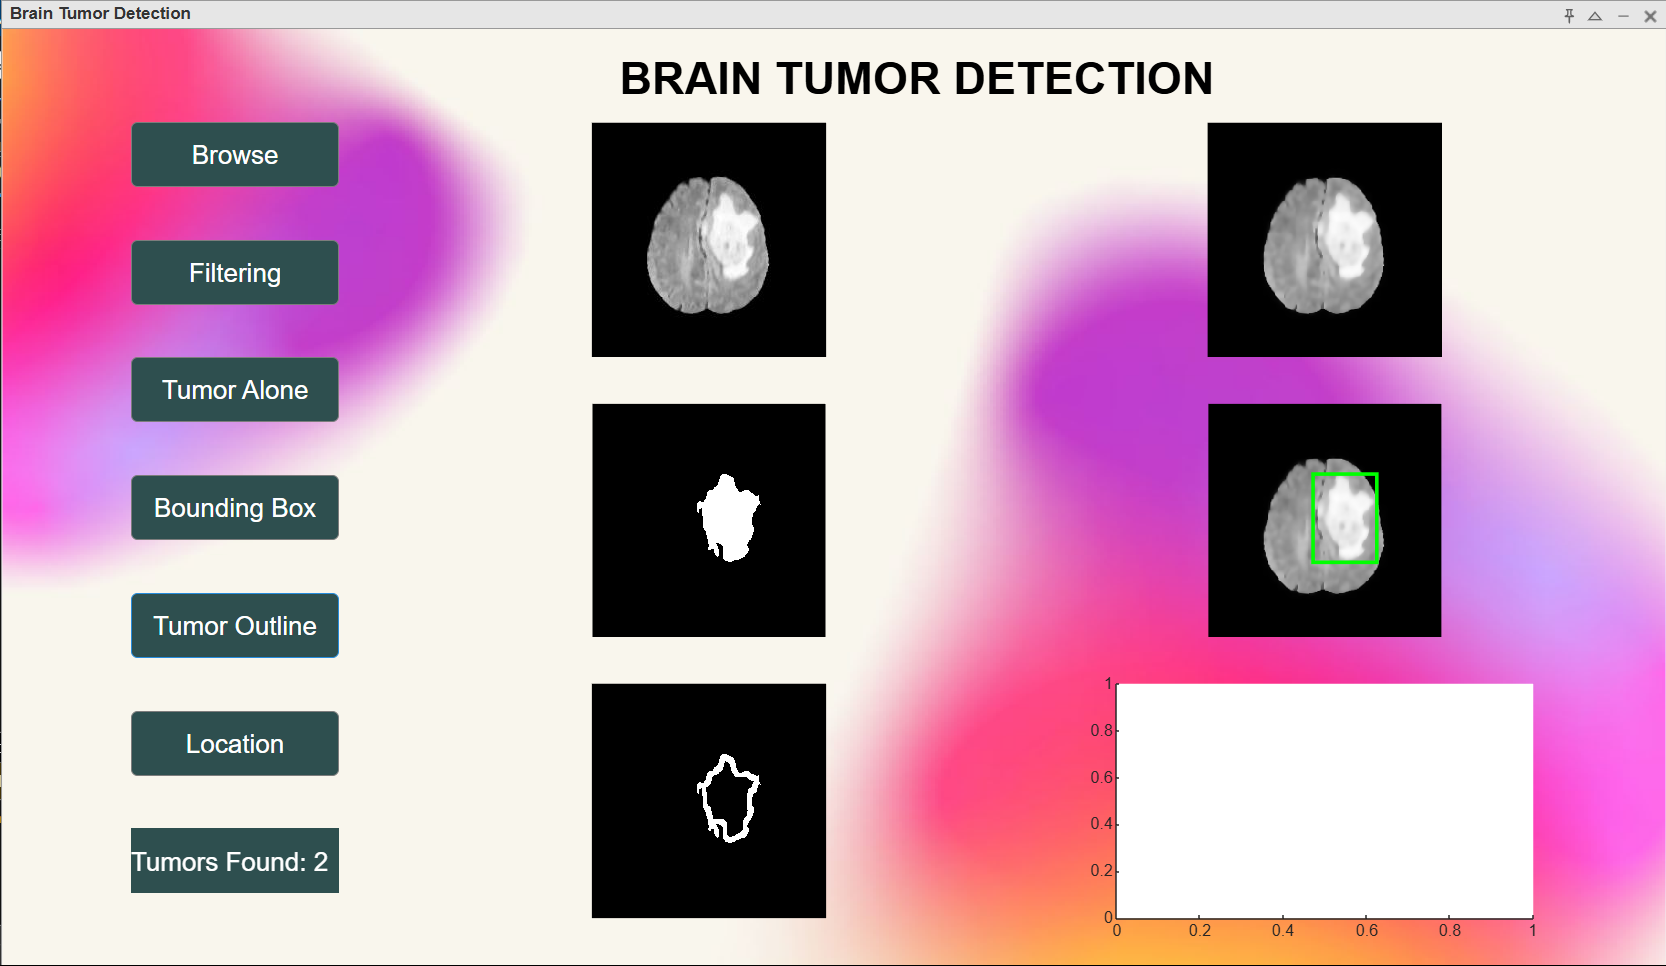 Brain Tumor Detection
BRAIN TUMOR DETECTION
Browse
Filtering
Tumor Alone
Bounding Box
Tumor Outline
Location
Tumors Found: 2
1
0.8
0.6
0.4
0.2
0
0 0.2 0.4 0.6 0.8 1